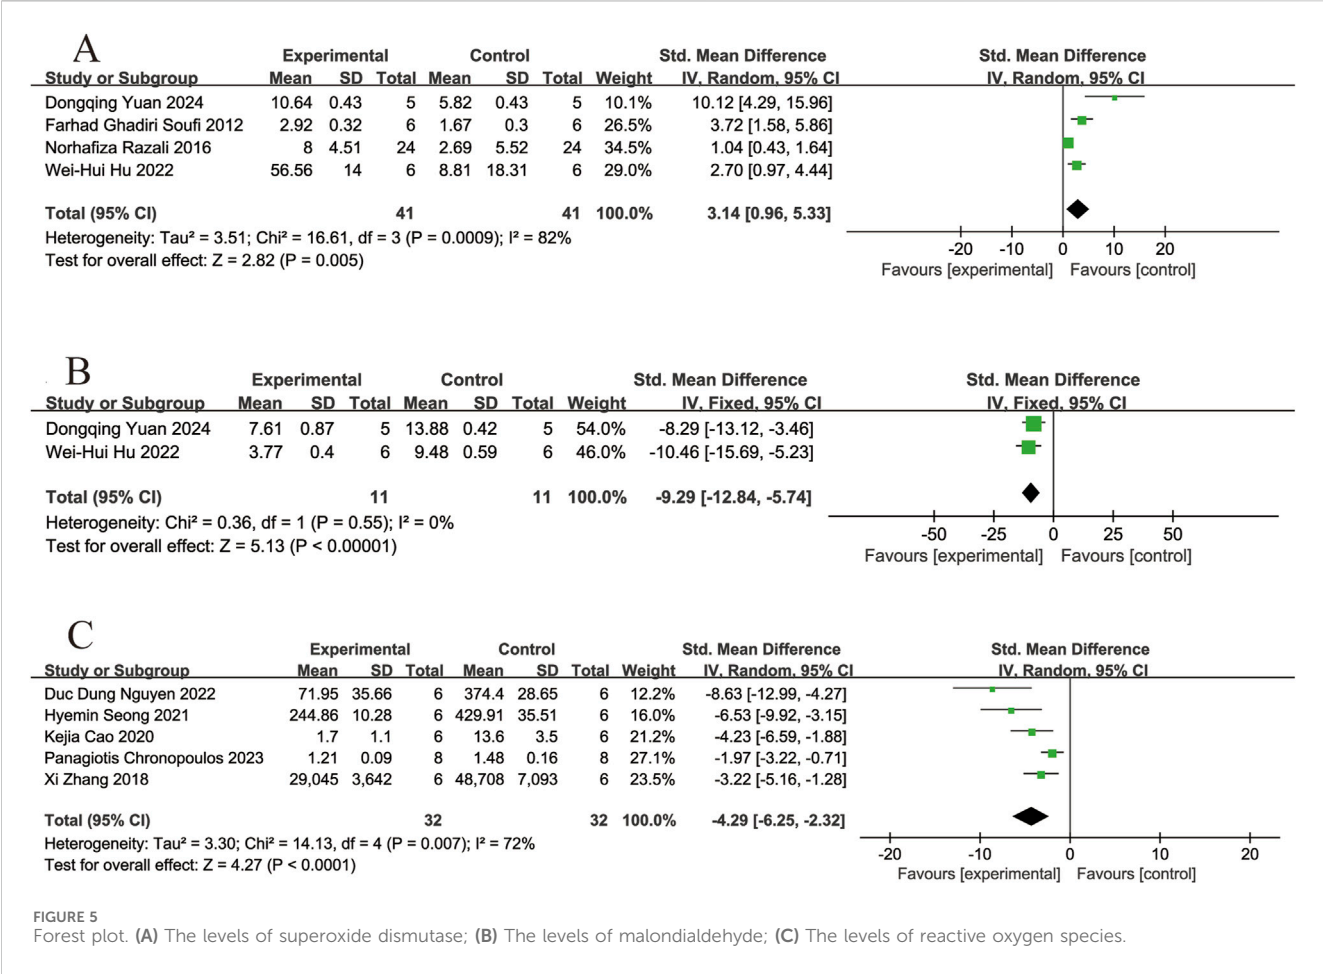 A
Experimental Control Std. Mean Difference Std. Mean Difference
Study or Subgroup Mean SD Total Mean SD Total Weight IV, Random, 95% CI IV, Random, 95% CI
Dongqing Yuan 2024 10.64 0.43 5 5.82 0.43 5 10.1% 10.12 [4.29, 15.96]
Farhad Ghadiri Soufi 2012 2.92 0.32 6 1.67 0.3 6 26.5% 3.72 [1.58, 5.86]
Norhafiza Razali 2016 8 4.51 24 2.69 5.52 24 34.5% 1.04 [0.43, 1.64]
Wei-Hui Hu 2022 56.56 14 6 8.81 18.31 6 29.0% 2.70 [0.97, 4.44]
Total (95% CI) 41 41 100.0% 3.14 [0.96, 5.33]
Heterogeneity: Tau² = 3.51; Chi² = 16.61, df = 3 (P = 0.0009); I² = 82%
Test for overall effect: Z = 2.82 (P = 0.005)
-20 -10 0 10 20
Favours [experimental] Favours [control]
B
Experimental Control Std. Mean Difference Std. Mean Difference
Study or Subgroup Mean SD Total Mean SD Total Weight IV, Fixed, 95% CI IV, Fixed, 95% CI
Dongqing Yuan 2024 7.61 0.87 5 13.88 0.42 5 54.0% -8.29 [-13.12, -3.46]
Wei-Hui Hu 2022 3.77 0.4 6 9.48 0.59 6 46.0% -10.46 [-15.69, -5.23]
Total (95% CI) 11 11 100.0% -9.29 [-12.84, -5.74]
Heterogeneity: Chi² = 0.36, df = 1 (P = 0.55); I² = 0%
Test for overall effect: Z = 5.13 (P < 0.00001)
-50 -25 0 25 50
Favours [experimental] Favours [control]
C
Experimental Control Std. Mean Difference Std. Mean Difference
Study or Subgroup Mean SD Total Mean SD Total Weight IV, Random, 95% CI IV, Random, 95% CI
Duc Dung Nguyen 2022 71.95 35.66 6 374.4 28.65 6 12.2% -8.63 [-12.99, -4.27]
Hyemin Seong 2021 244.86 10.28 6 429.91 35.51 6 16.0% -6.53 [-9.92, -3.15]
Kejia Cao 2020 1.7 1.1 6 13.6 3.5 6 21.2% -4.23 [-6.59, -1.88]
Panagiotis Chronopoulos 2023 1.21 0.09 8 1.48 0.16 8 27.1% -1.97 [-3.22, -0.71]
Xi Zhang 2018 29,045 3,642 6 48,708 7,093 6 23.5% -3.22 [-5.16, -1.28]
Total (95% CI) 32 32 100.0% -4.29 [-6.25, -2.32]
Heterogeneity: Tau² = 3.30; Chi² = 14.13, df = 4 (P = 0.007); I² = 72%
Test for overall effect: Z = 4.27 (P < 0.0001)
-20 -10 0 10 20
Favours [experimental] Favours [control]
FIGURE 5
Forest plot. (A) The levels of superoxide dismutase; (B) The levels of malondialdehyde; (C) The levels of reactive oxygen species.